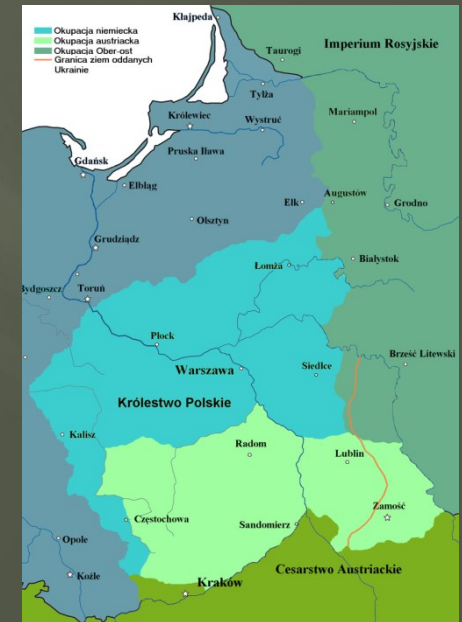 Kłajpeda
Okupacja niemiecka
Okupacja austriacka
Okupacja Ober-ost
Granica ziem oddanych
Ukrainie
Taurogi
Imperium Rosyjskie
Tylża
Królewiec
Wystruć
Mariampol
Pruska Iława
Gdańsk
Elbląg
Ełk
Augustów
Grodno
Olsztyn
Grudziądz
Łomża
Białystok
Bydgoszcz
Toruń
Płock
Warszawa
Siedlce
Brześć Litewski
Królestwo Polskie
Kalisz
Radom
Lublin
Zamość
Częstochowa
Sandomierz
Opole
Koźle
Kraków
Cesarstwo Austriackie